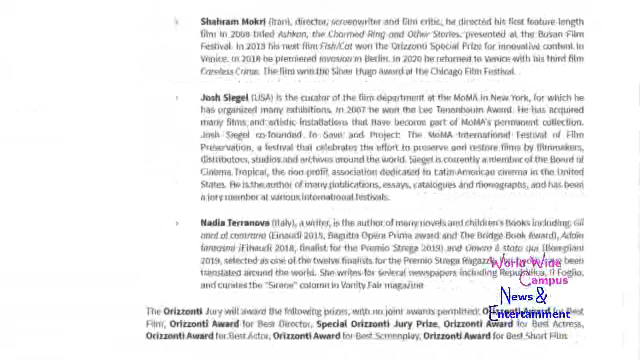 Shahram Mokri (Iran), director, screenwriter and film critic, he directed his first feature-length
film in 2008 titled Ashkan, the Charmed Ring and Other Stories, presented at the Busan Film
Festival. In 2013 his next film Fish/Cat won the Orizzonti Special Prize for innovative content in
Venice. In 2018 he premiered Invasion in Berlin. In 2020 he returned to Venice with his third film
Careless Crime. The film won the Silver Hugo award at the Chicago Film Festival.
Josh Siegel (USA) is the curator of the film department at the MoMA in New York, for which he
has organized many exhibitions. In 2007 he won the Leo Award. He has acquired
many films and artistic installations that have become part of MoMA's permanent collection.
Josh Siegel co-founded To Save and Project: The MoMA International Festival of Film
Preservation, a festival that celebrates the effort to preserve and restore films by filmmakers,
distributors, studios and archives around the world. Siegel is currently a member of the Board of
Cinema Tropical, the non profit association dedicated to Latin American cinema in the United
States. He is the author of many publications, essays, catalogues and monographs, and has been
a jury member at various international festivals.
Nadia Terranova (Italy), a writer, is the author of many novels and children's Books including: Gli
anni al contrario (Einaudi 2015, Bagutta Opera Prima award and The Bridge Book Award), Addio
fantasmi (Einaudi 2018, finalist for the Premio Strega 2019) and Omero è stato qui (Bompiani
2019, selected as one of the twelve finalists for the Premio Strega been
translated around the world. She writes for several newspapers including Repubblica, Il Foglio,
and curates the "Sirene" column in Vanity Fair magazine
The Orizzonti Jury will award the following prizes, with no joint awards permitted: Orizzonti Award for Best
Film, Orizzonti Award for Best Director, Special Orizzonti Jury Prize, Orizzonti Award for Best Actress,
Orizzonti Award for Best Actor, Orizzonti Award for Best Screenplay, Orizzonti Award for Best Short Film.
World Wide
Campus
News &
Entertainment